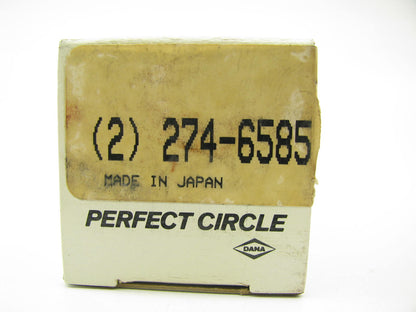 (2) 274-6585
MADE IN JAPAN
PERFECT CIRCLE
DANA